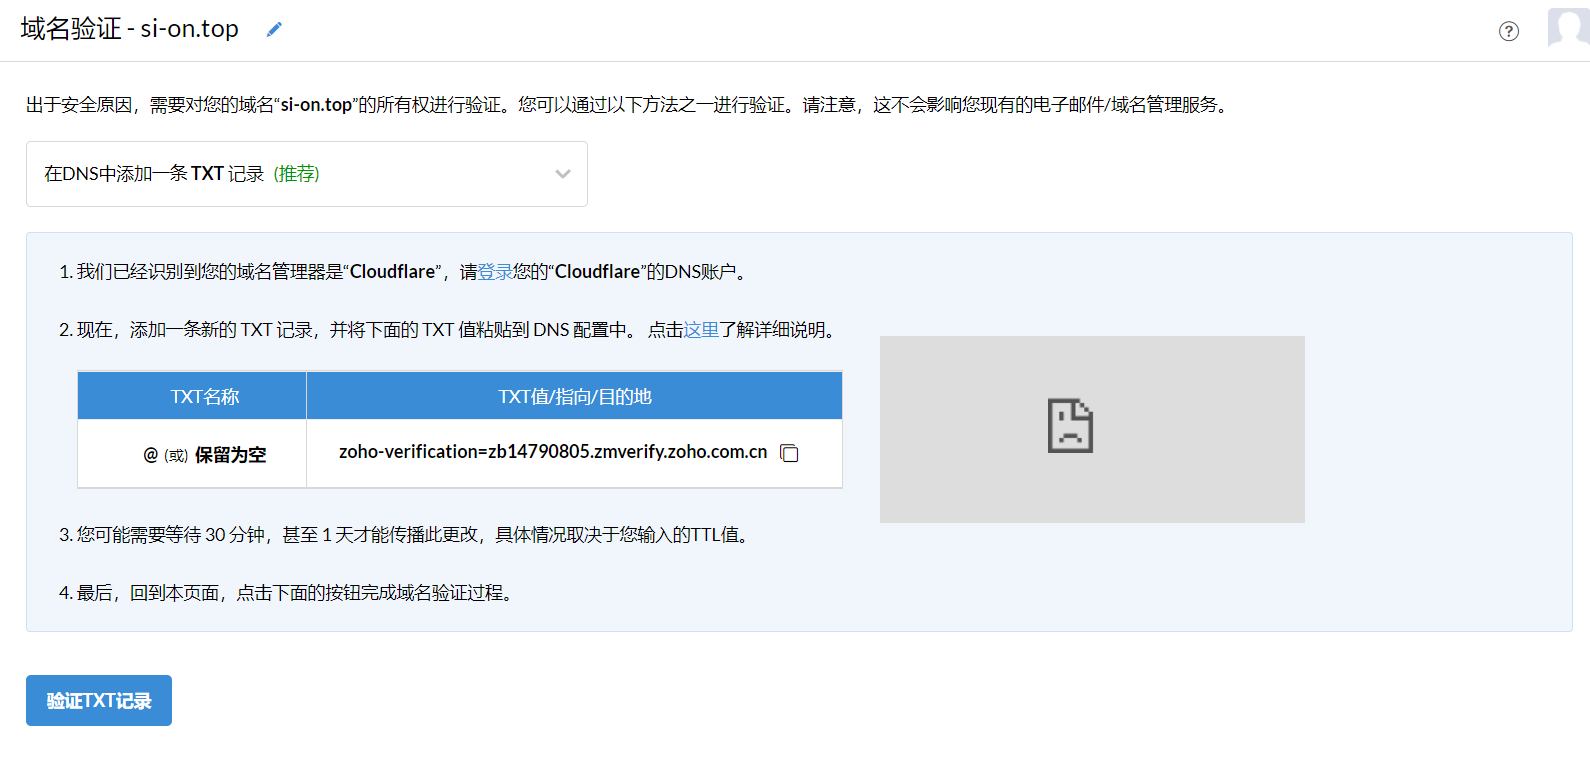 域名验证 - si-on.top
出于安全原因，需要对您的域名“si-on.top”的所有权进行验证。您可以通过以下方法之一进行验证。请注意，这不会影响您现有的电子邮件/域名管理服务。
在DNS中添加一条 TXT 记录 (推荐)
1. 我们已经识别到您的域名管理器是“Cloudflare”，请登录您的“Cloudflare”的DNS账户。
2. 现在，添加一条新的 TXT 记录，并将下面的 TXT 值粘贴到 DNS 配置中。 点击这里了解详细说明。
TXT名称 TXT值/指向/目的地
@ (或) 保留为空 zoho-verification=zb14790805.zmverify.zoho.com.cn
3. 您可能需要等待 30 分钟，甚至 1 天才能传播此更改，具体情况取决于您输入的TTL值。
4. 最后，回到本页面，点击下面的按钮完成域名验证过程。
验证TXT记录